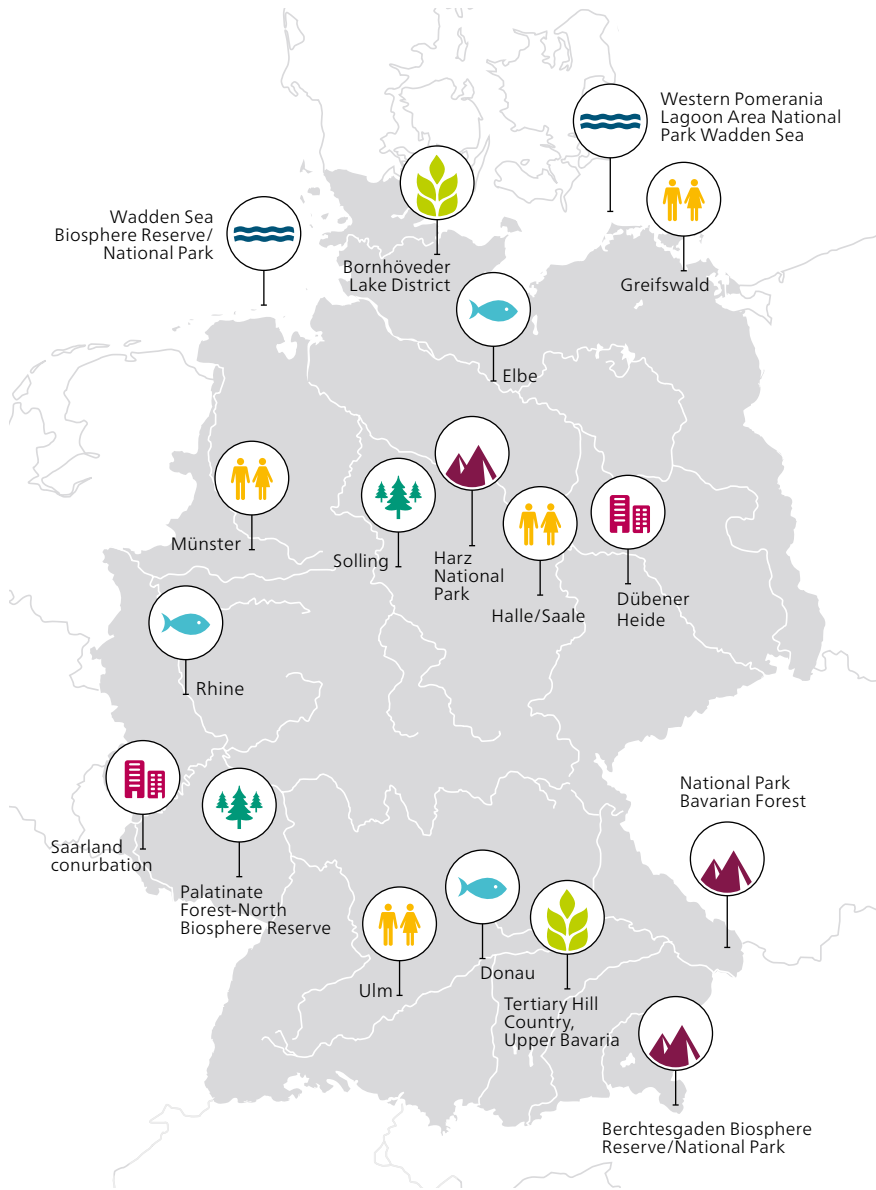 Western Pomerania
Lagoon Area National
Park Wadden Sea
Wadden Sea
Biosphere Reserve/
National Park
Bornhöveder
Lake District
Greifswald
Elbe
Münster
Solling
Harz
National
Park
Halle/Saale
Dübener
Heide
Rhine
Saarland
conurbation
Palatinate
Forest-North
Biosphere Reserve
National Park
Bavarian Forest
Ulm
Donau
Tertiary Hill
Country,
Upper Bavaria
Berchtesgaden Biosphere
Reserve/National Park